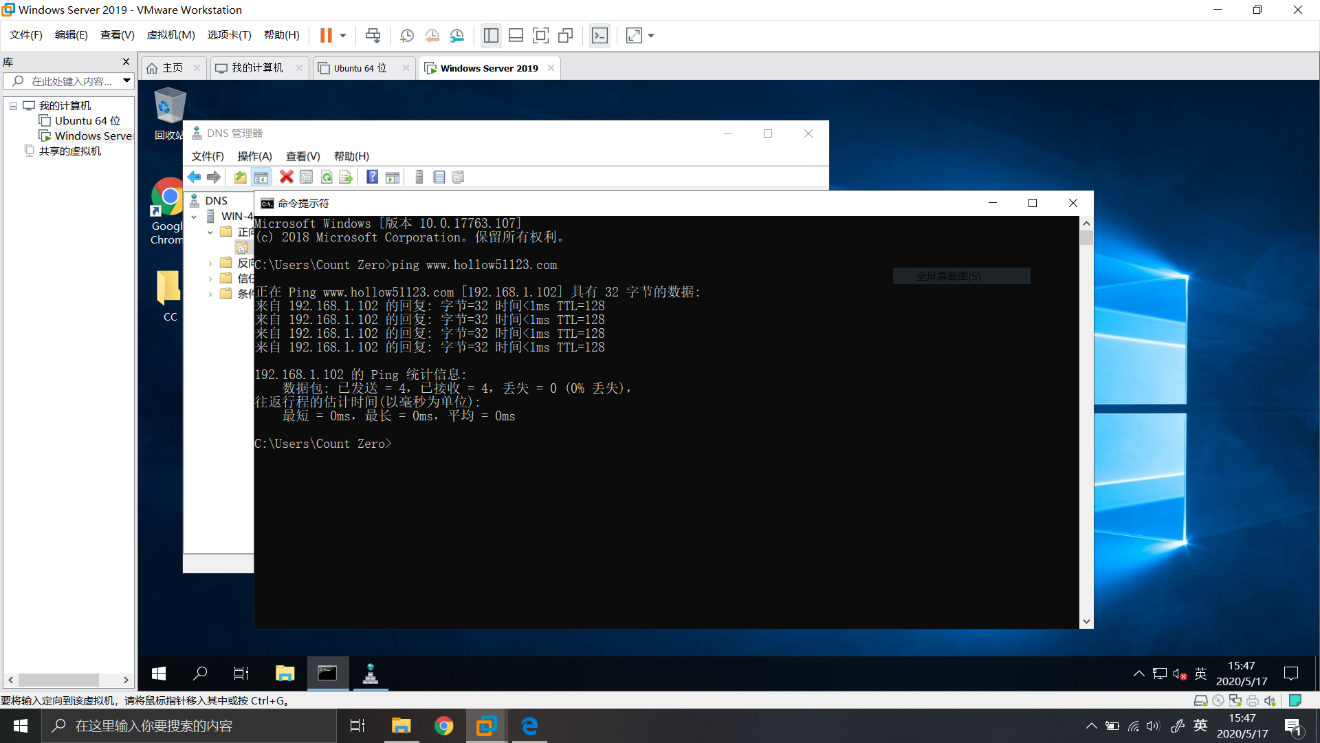 Windows Server 2019 - VMware Workstation
文件(F) 编辑(E) 查看(V) 虚拟机(M) 选项卡(T) 帮助(H)
库
在此处键入内容...
我的计算机
Ubuntu 64 位
Windows Serve
共享的虚拟机
主页 我的计算机 Ubuntu 64 位 Windows Server 2019
回收站
Googl
Chrom
CC
DNS 管理器
文件(F) 操作(A) 查看(V) 帮助(H)
DNS
WIN-4
正向
反向
信任
条件
命令提示符
Microsoft Windows [版本 10.0.17763.107]
(c) 2018 Microsoft Corporation。保留所有权利。
C:\Users\Count Zero>ping www.hollow51123.com
正在 Ping www.hollow51123.com [192.168.1.102] 具有 32 字节的数据:
来自 192.168.1.102 的回复: 字节=32 时间<1ms TTL=128
来自 192.168.1.102 的回复: 字节=32 时间<1ms TTL=128
来自 192.168.1.102 的回复: 字节=32 时间<1ms TTL=128
来自 192.168.1.102 的回复: 字节=32 时间<1ms TTL=128
192.168.1.102 的 Ping 统计信息:
数据包: 已发送 = 4，已接收 = 4，丢失 = 0 (0% 丢失)，
往返行程的估计时间(以毫秒为单位):
最短 = 0ms，最长 = 0ms，平均 = 0ms
C:\Users\Count Zero>
全屏幕截图(S)
英
15:47
2020/5/17
要将输入定向到该虚拟机，请将鼠标指针移入其中或按 Ctrl+G。
在这里输入你要搜索的内容
英
15:47
2020/5/17
1